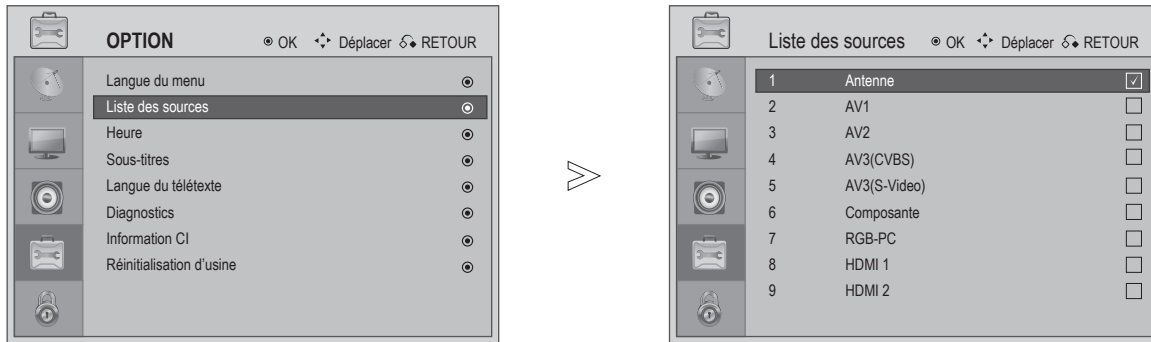 OPTION OK Déplacer RETOUR
Langue du menu
Liste des sources
Heure
Sous-titres
Langue du télétexte
Diagnostics
Information CI
Réinitialisation d'usine
Liste des sources OK Déplacer RETOUR
1 Antenne
2 AV1
3 AV2
4 AV3(CVBS)
5 AV3(S-Video)
6 Composante
7 RGB-PC
8 HDMI 1
9 HDMI 2